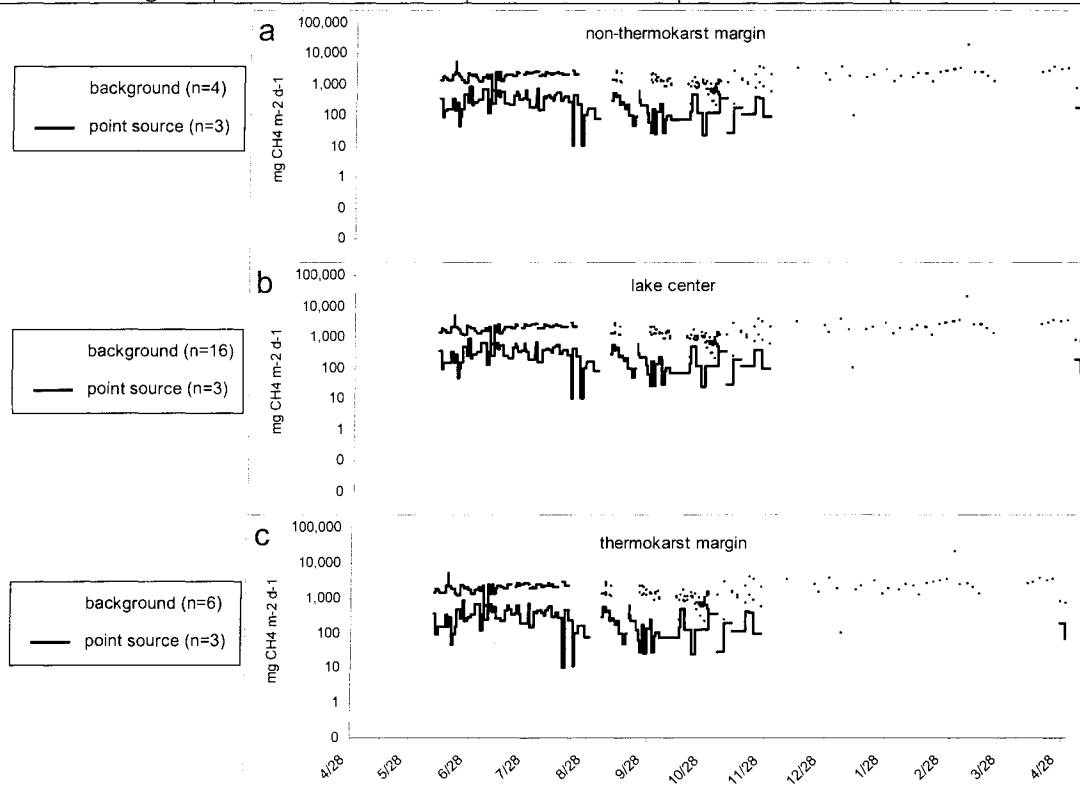 a
non-thermokarst margin
background (n=4)
point source (n=3)
mg CH4 m-2 d-1
100,000
10,000
1,000
100
10
1
0
0
b
lake center
background (n=16)
point source (n=3)
mg CH4 m-2 d-1
100,000
10,000
1,000
100
10
1
0
0
c
thermokarst margin
background (n=6)
point source (n=3)
mg CH4 m-2 d-1
100,000
10,000
1,000
100
10
1
0
4/28 5/28 6/28 7/28 8/28 9/28 10/28 11/28 12/28 1/28 2/28 3/28 4/28